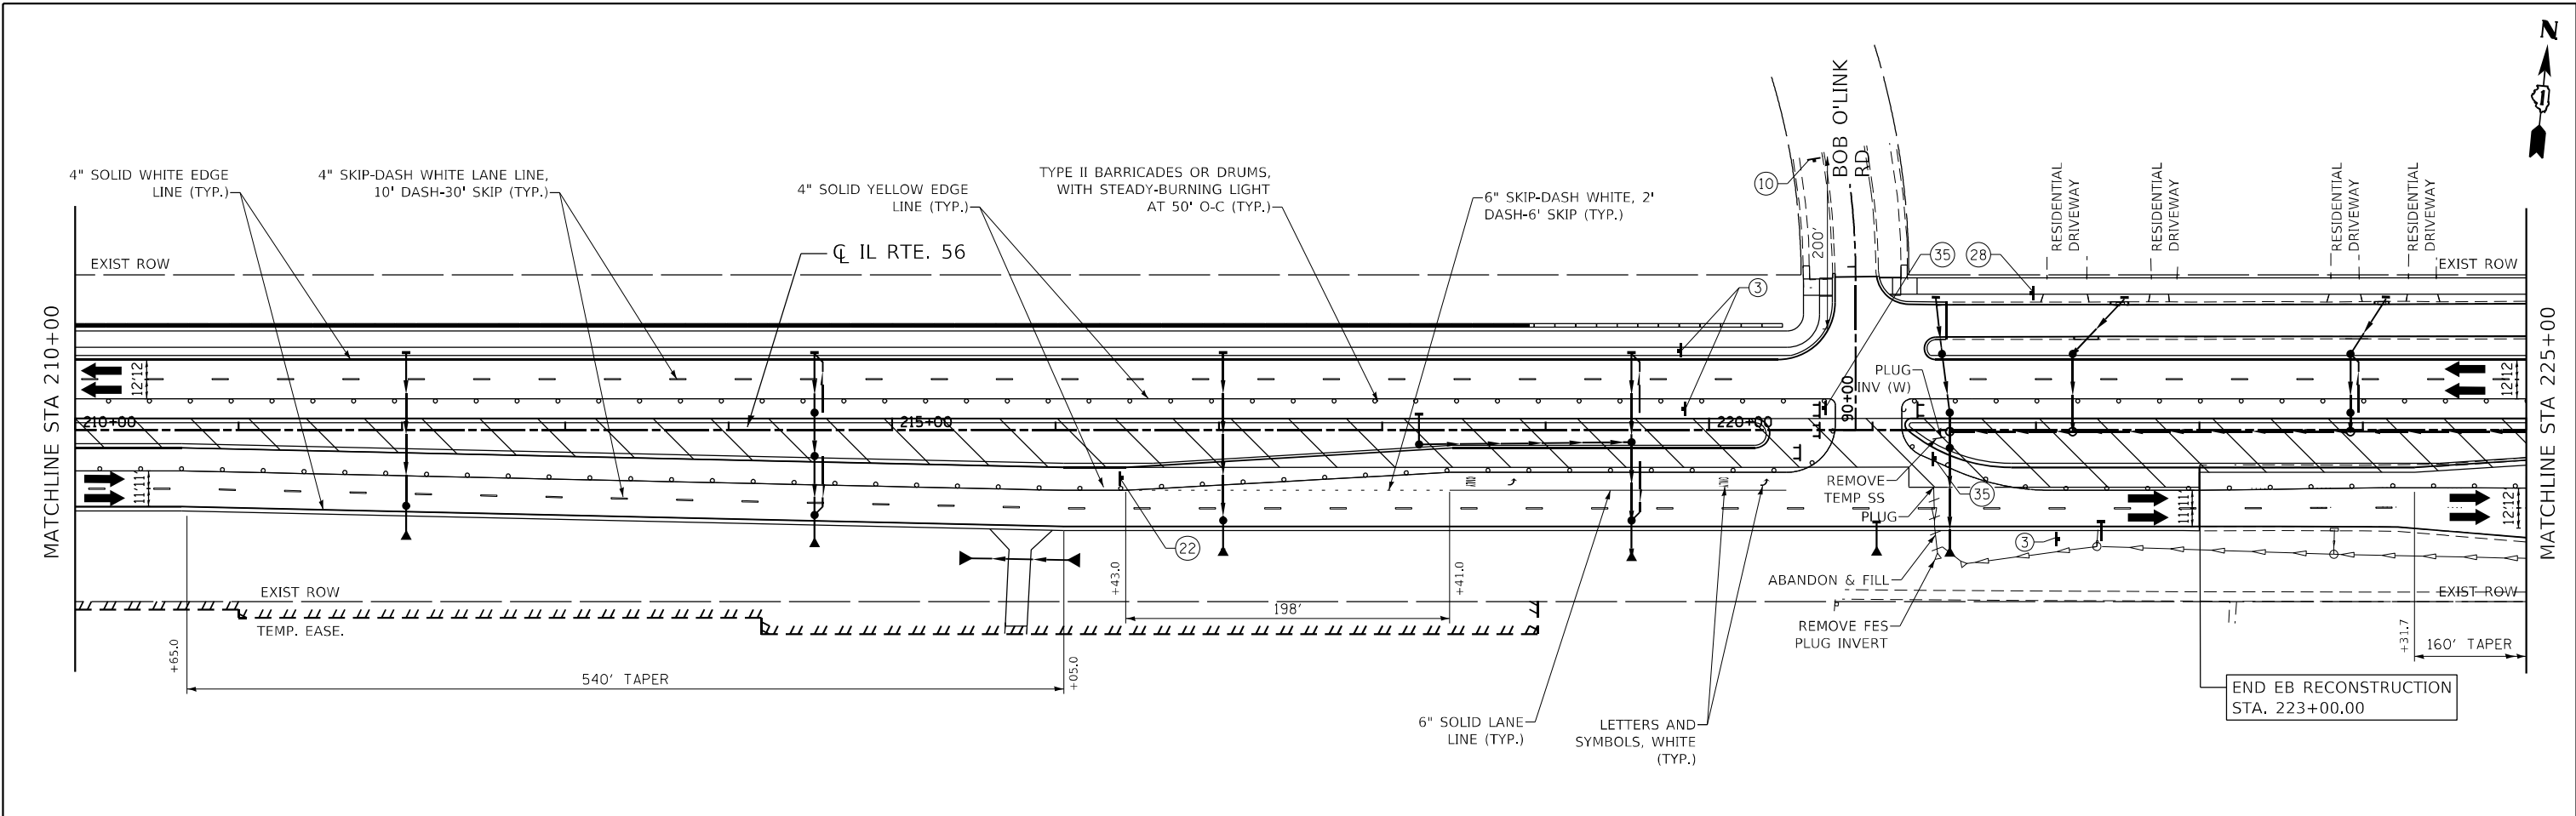 N
BOB O'LINK
RD
4" SOLID WHITE EDGE
LINE (TYP.)
4" SKIP-DASH WHITE LANE LINE,
10' DASH-30' SKIP (TYP.)
4" SOLID YELLOW EDGE
LINE (TYP.)
TYPE II BARRICADES OR DRUMS,
WITH STEADY-BURNING LIGHT
AT 50' O-C (TYP.)
6" SKIP-DASH WHITE, 2'
DASH-6' SKIP (TYP.)
10
200'
RESIDENTIAL
DRIVEWAY
RESIDENTIAL
DRIVEWAY
RESIDENTIAL
DRIVEWAY
RESIDENTIAL
DRIVEWAY
℄ IL RTE. 56
EXIST ROW
35
28
EXIST ROW
3
MATCHLINE STA 210+00
MATCHLINE STA 225+00
12'12'
12'12'
PLUG
INV (W)
90+00
210+00
215+00
220+00
11'11'
REMOVE
TEMP SS
35
PLUG
11'11'
12'12'
22
3
+43.0
+41.0
ABANDON & FILL
EXIST ROW
EXIST ROW
198'
TEMP. EASE.
REMOVE FES
PLUG INVERT
+65.0
+05.0
+31.7
160' TAPER
540' TAPER
END EB RECONSTRUCTION
STA. 223+00.00
6" SOLID LANE
LINE (TYP.)
LETTERS AND
SYMBOLS, WHITE
(TYP.)